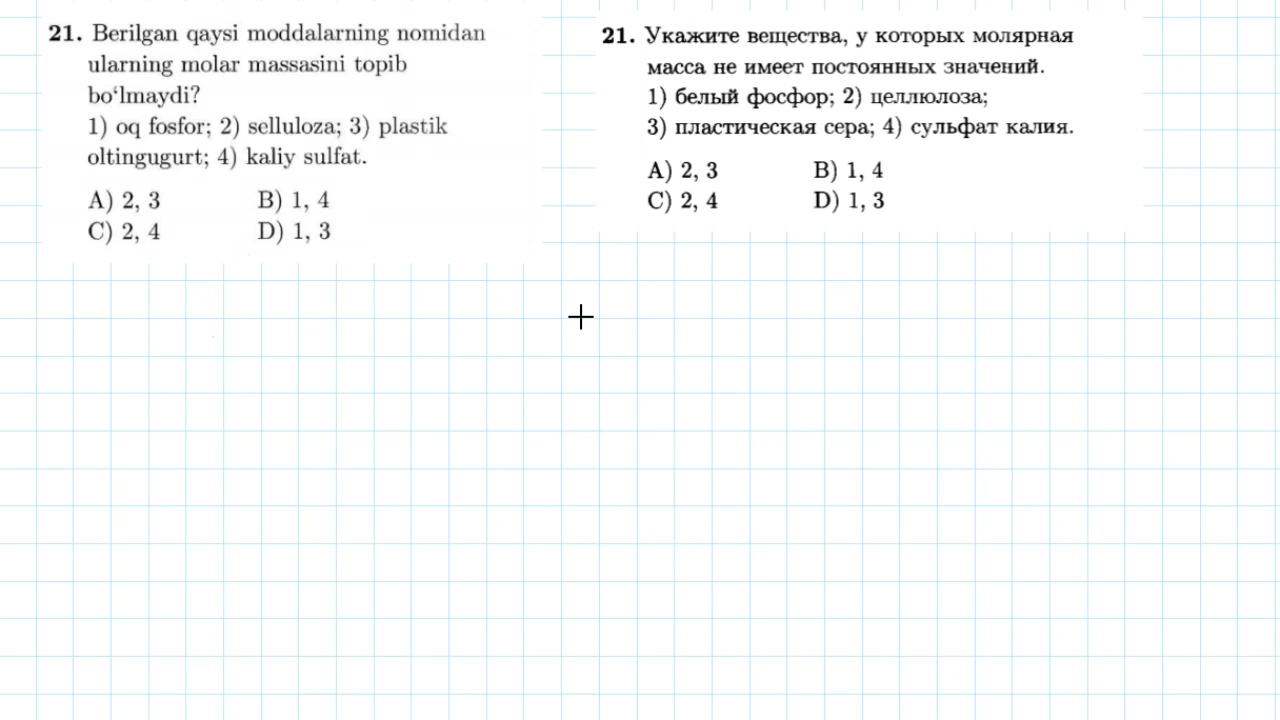 21. Berilgan qaysi moddalarning nomidan
ularning molar massasini topib
bo‘lmaydi?
1) oq fosfor; 2) selluloza; 3) plastik
oltingugurt; 4) kaliy sulfat.
A) 2, 3 B) 1, 4
C) 2, 4 D) 1, 3
21. Укажите вещества, у которых молярная
масса не имеет постоянных значений.
1) белый фосфор; 2) целлюлоза;
3) пластическая сера; 4) сульфат калия.
A) 2, 3 B) 1, 4
C) 2, 4 D) 1, 3